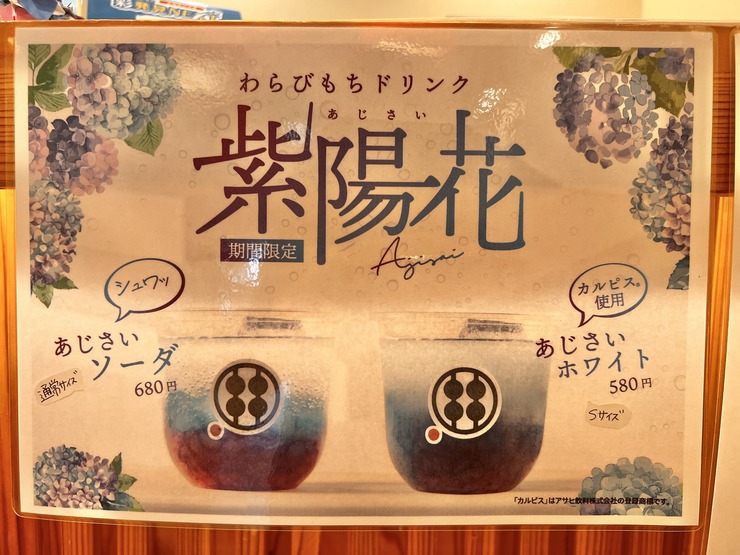 わらびもちドリンク
あじさい
紫陽花
期間限定
Agisai
シュワッ
あじさい
ソーダ
通常サイズ
680円
カルピス®
使用
あじさい
ホワイト
580円
Sサイズ
「カルピス」はアサヒ飲料株式会社の登録商標です。